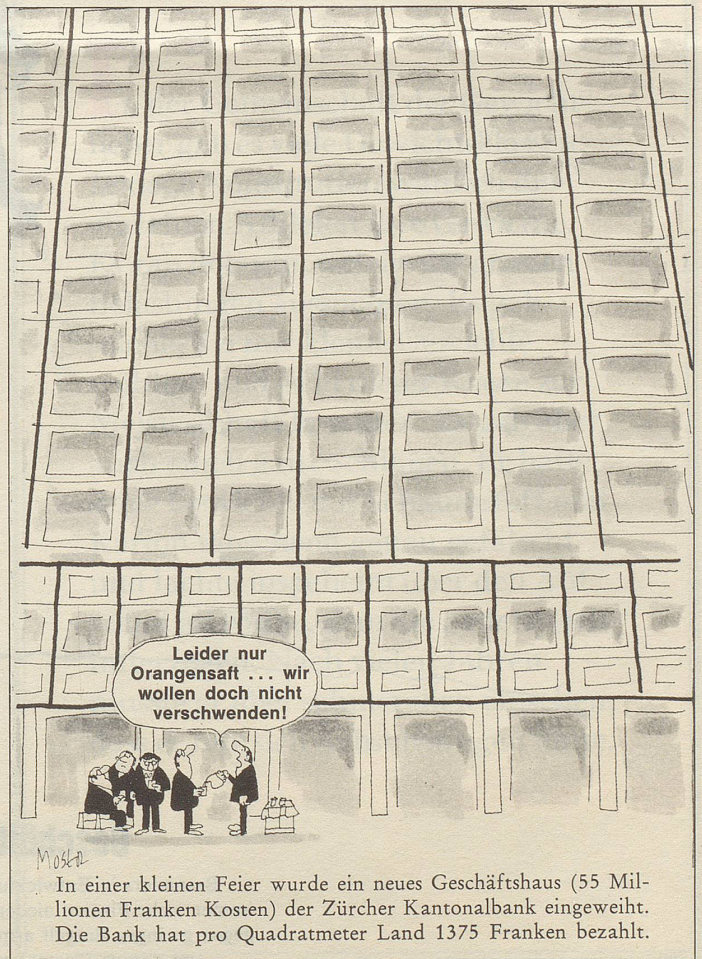 Leider nur
Orangensaft ... wir
wollen doch nicht
verschwenden!
In einer kleinen Feier wurde ein neues Geschäftshaus (55 Mil-
lionen Franken Kosten) der Zürcher Kantonalbank eingeweiht.
Die Bank hat pro Quadratmeter Land 1375 Franken bezahlt.